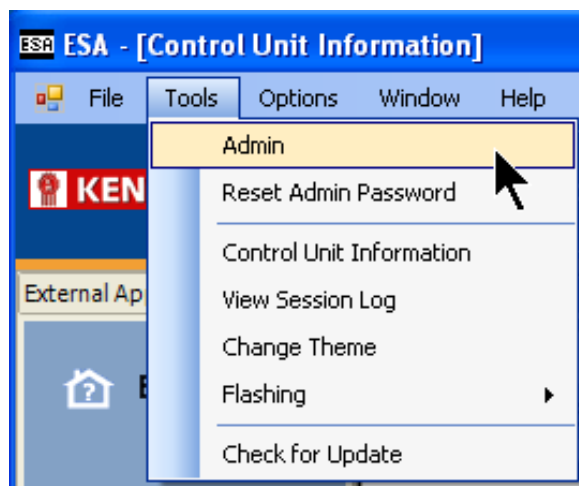 ESA ESA - [Control Unit Information]
File Tools Options Window Help
Admin
KEN
Reset Admin Password
Control Unit Information
External Ap
View Session Log
Change Theme
Flashing
Check for Update